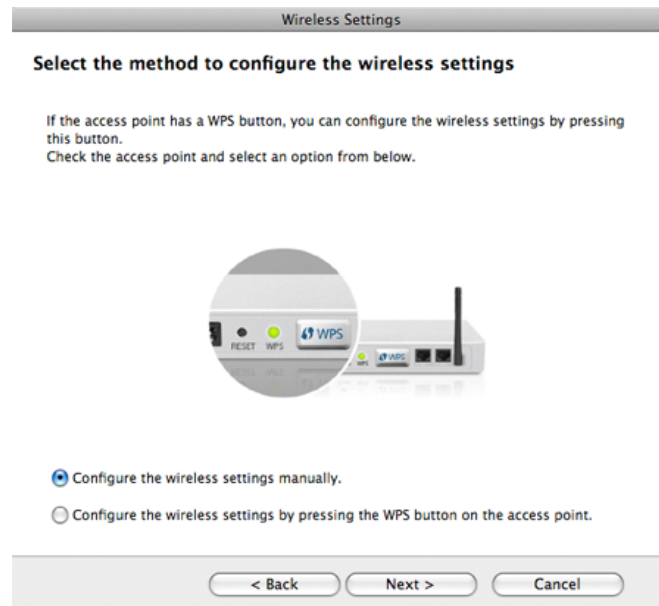 Wireless Settings
Select the method to configure the wireless settings
If the access point has a WPS button, you can configure the wireless settings by pressing
this button.
Check the access point and select an option from below.
WPS
RESET WPS
WPS WPS
Configure the wireless settings manually.
Configure the wireless settings by pressing the WPS button on the access point.
< Back Next > Cancel